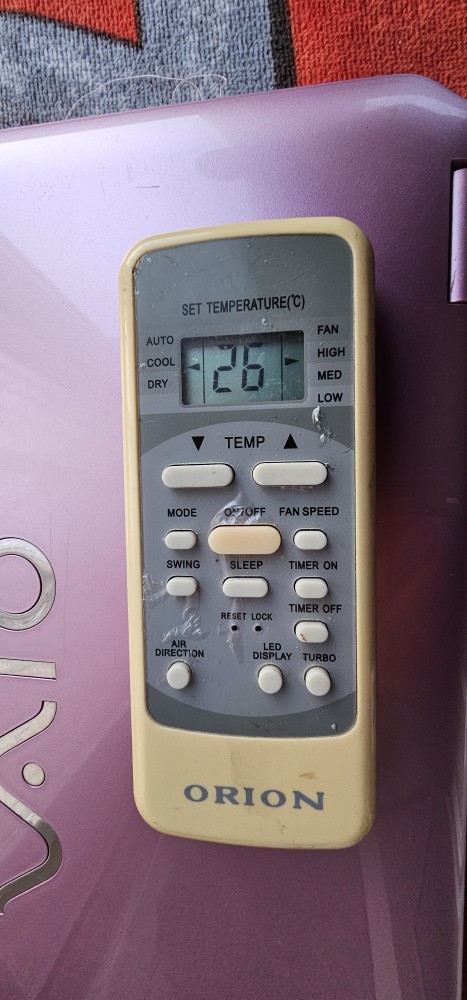 SET TEMPERATURE(℃)
AUTO
COOL
DRY
26
FAN
HIGH
MED
LOW
▼ TEMP ▲
MODE ON/OFF FAN SPEED
SWING SLEEP TIMER ON
TIMER OFF
RESET LOCK
AIR
DIRECTION
LED
DISPLAY
TURBO
ORION
VAIO